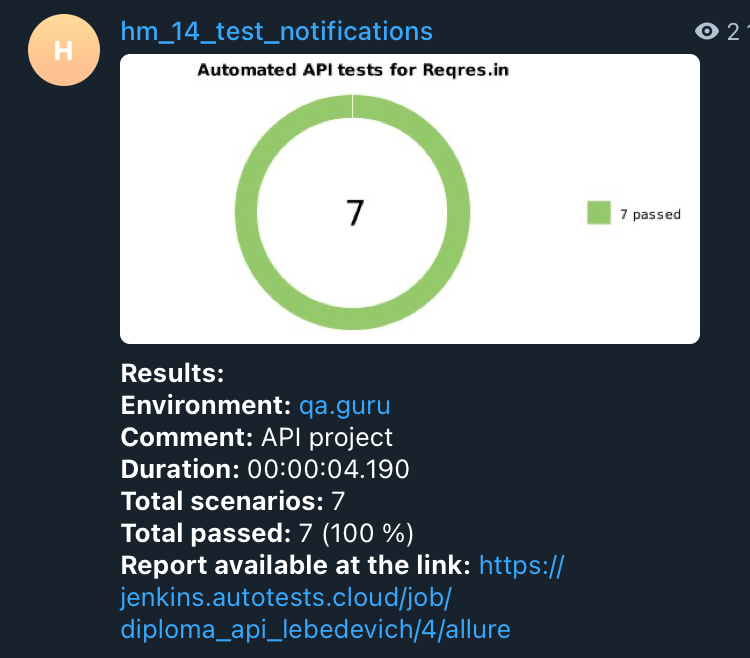 H
hm_14_test_notifications
2
Automated API tests for Reqres.in
7
7 passed
Results:
Environment: qa.guru
Comment: API project
Duration: 00:00:04.190
Total scenarios: 7
Total passed: 7 (100 %)
Report available at the link: https://
jenkins.autotests.cloud/job/
diploma_api_lebedevich/4/allure